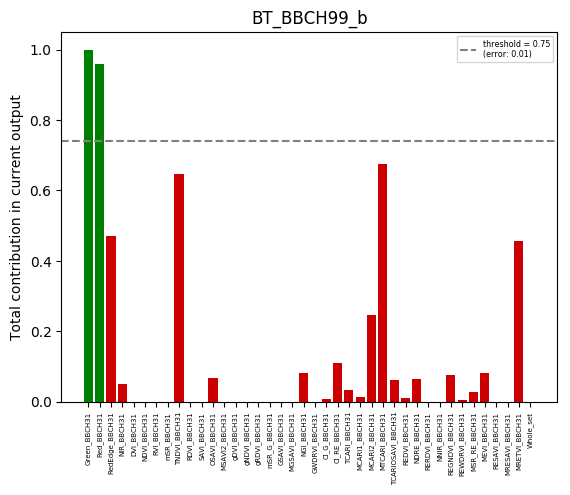 BT_BBCH99_b
threshold = 0.75
(error: 0.01)
Total contribution in current output
1.0
0.8
0.6
0.4
0.2
0.0
Green_BBCH31
Red_BBCH31
RedEdge_BBCH31
NIR_BBCH31
DVI_BBCH31
NDVI_BBCH31
RVI_BBCH31
mSR_BBCH31
TNDVI_BBCH31
RDVI_BBCH31
SAVI_BBCH31
OSAVI_BBCH31
MSAVI2_BBCH31
gDVI_BBCH31
gNDVI_BBCH31
gRDVI_BBCH31
mSR_G_BBCH31
GSAVI_BBCH31
MGSAVI_BBCH31
NGI_BBCH31
GWDRVI_BBCH31
CI_G_BBCH31
CI_RE_BBCH31
TCARI_BBCH31
MCARI1_BBCH31
MCARI2_BBCH31
MTCARI_BBCH31
TCARIOSAVI_BBCH31
REDVI_BBCH31
NDRE_BBCH31
RERDVI_BBCH31
NNIR_BBCH31
REGNDVI_BBCH31
REWDRVI_BBCH31
MSR_RE_BBCH31
MEVI_BBCH31
RESAVI_BBCH31
MRESAVI_BBCH31
MRETVI_BBCH31
Whole_set